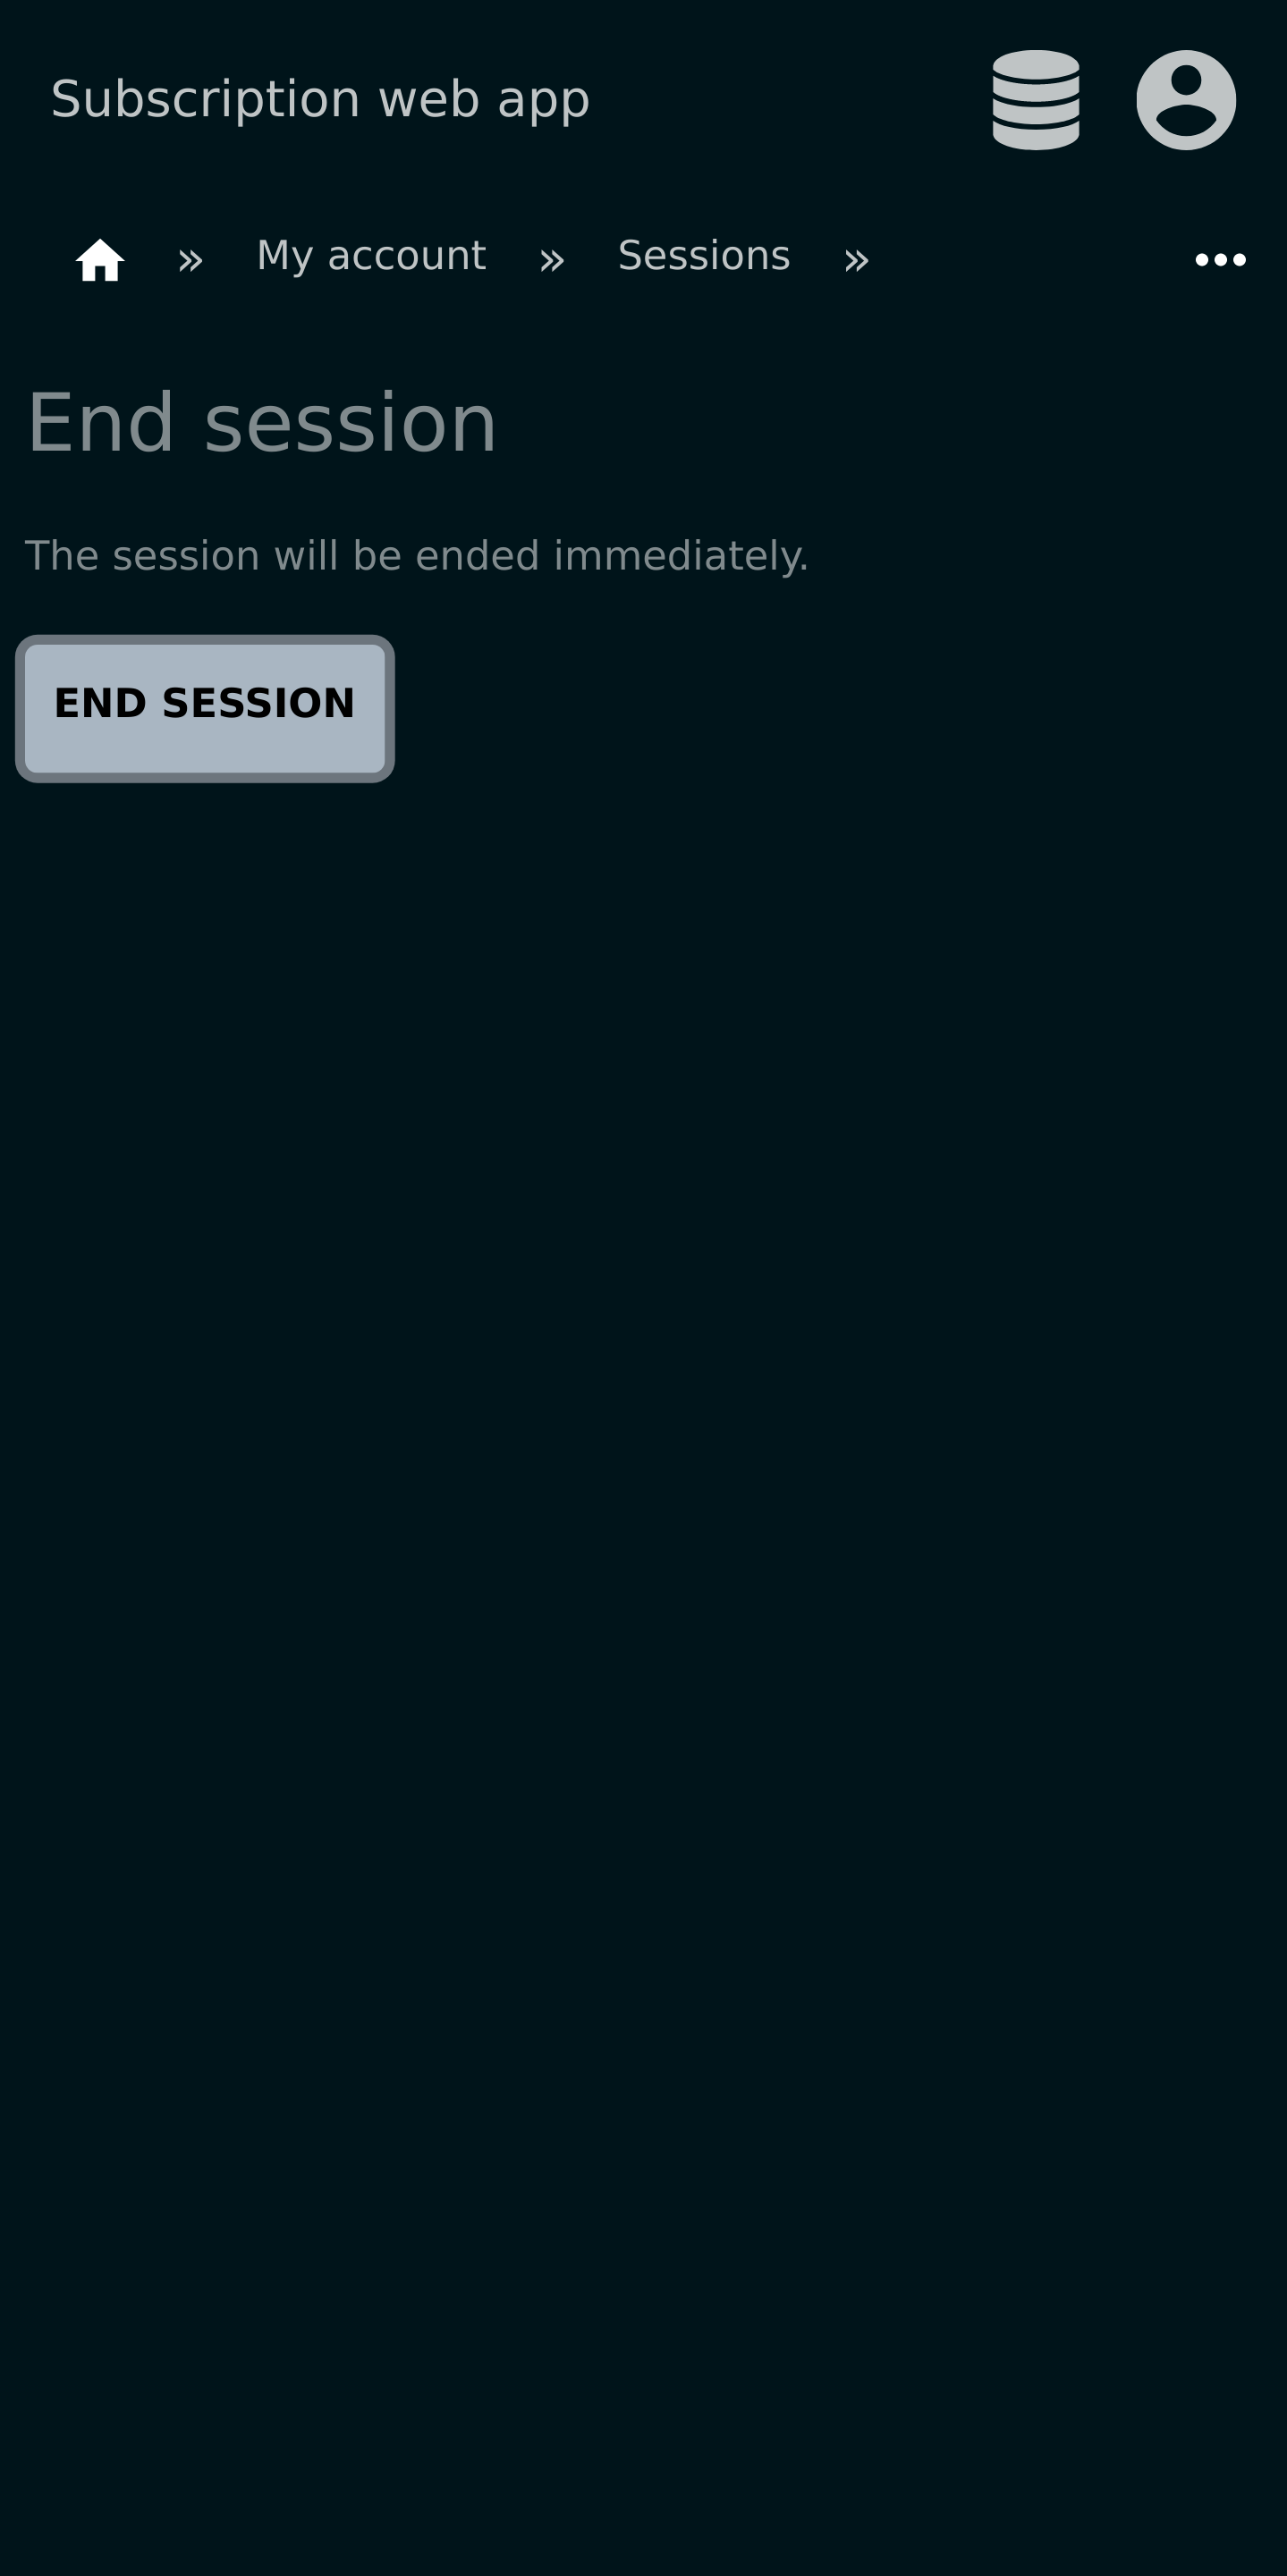 Subscription web app
» My account » Sessions »
End session
The session will be ended immediately.
END SESSION